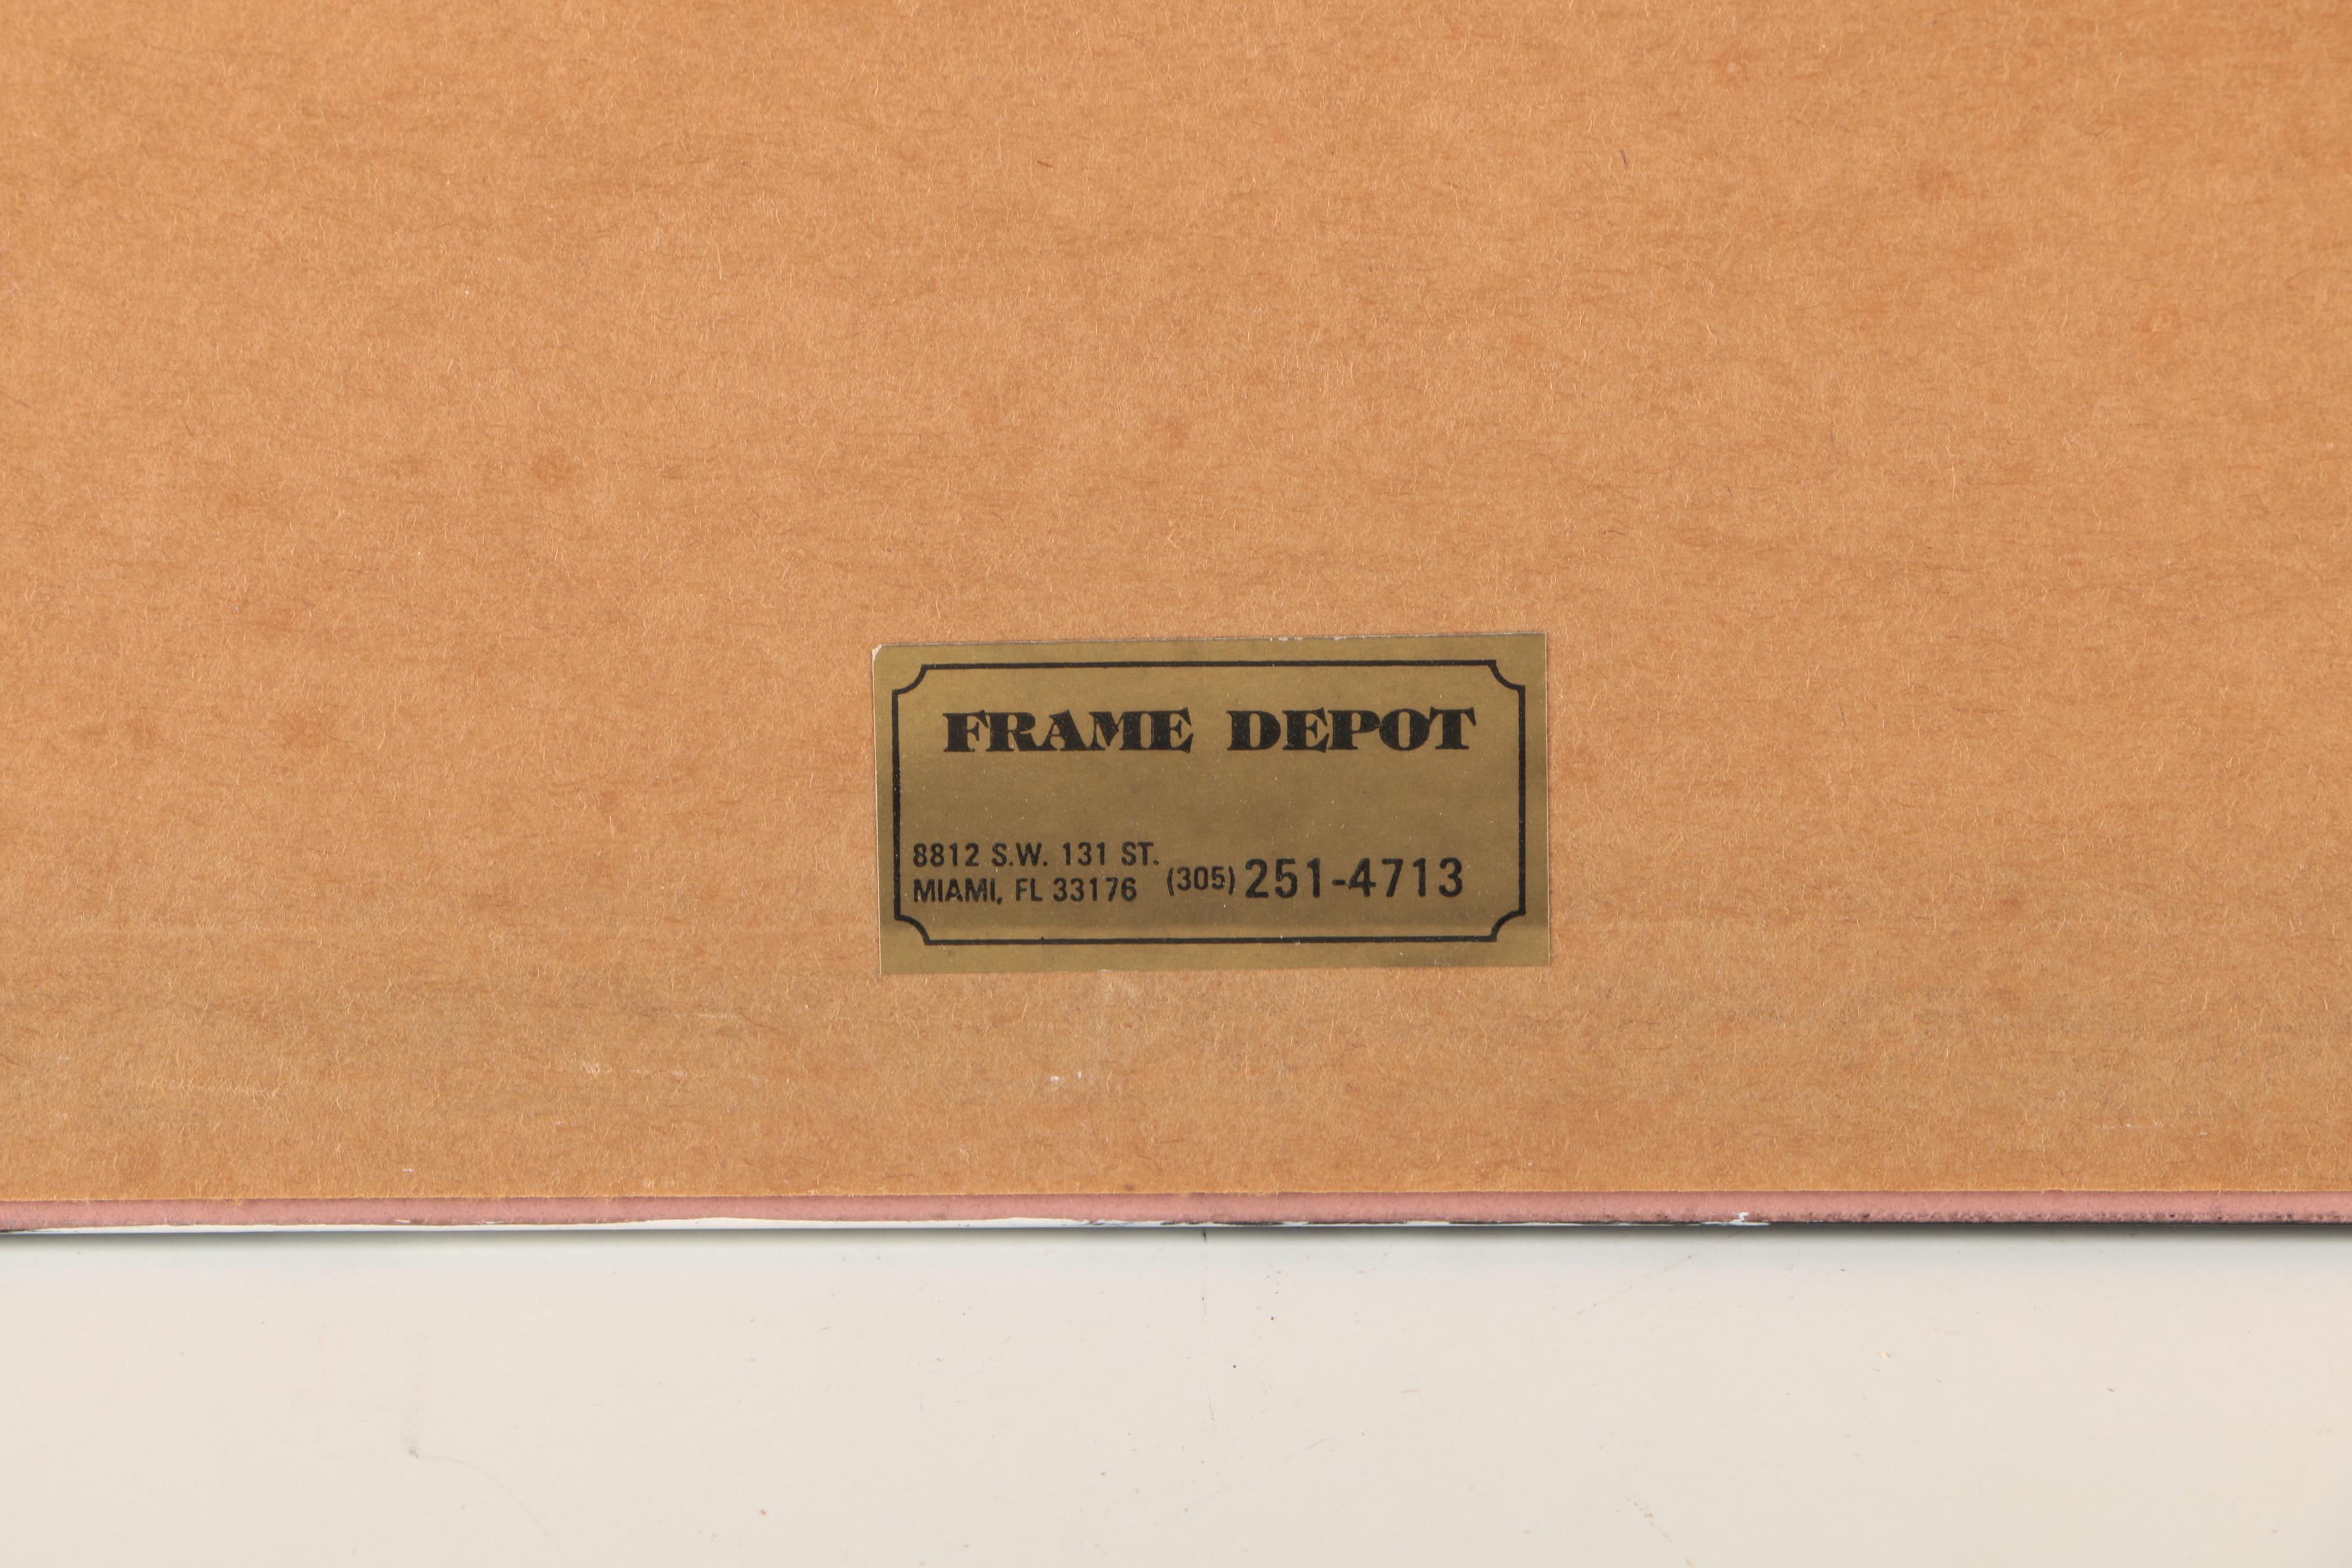 FRAME DEPOT
8812 S.W. 131 ST.
MIAMI, FL 33176 (305) 251-4713